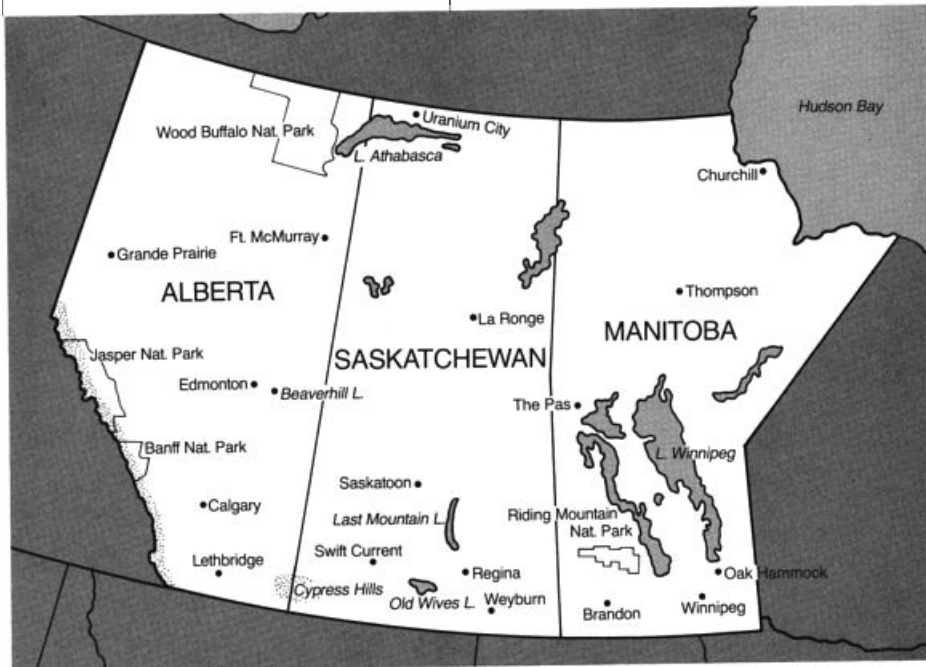 Hudson Bay
Uranium City
Wood Buffalo Nat. Park
L. Athabasca
Churchill
Ft. McMurray
Grande Prairie
ALBERTA
Thompson
La Ronge
MANITOBA
Jasper Nat. Park
SASKATCHEWAN
Edmonton
Beaverhill L.
The Pas
Banff Nat. Park
L. Winnipeg
Saskatoon
Calgary
Last Mountain L.
Riding Mountain
Nat. Park
Swift Current
Lethbridge
Regina
Oak Hammock
Cypress Hills
Old Wives L.
Weyburn
Brandon
Winnipeg